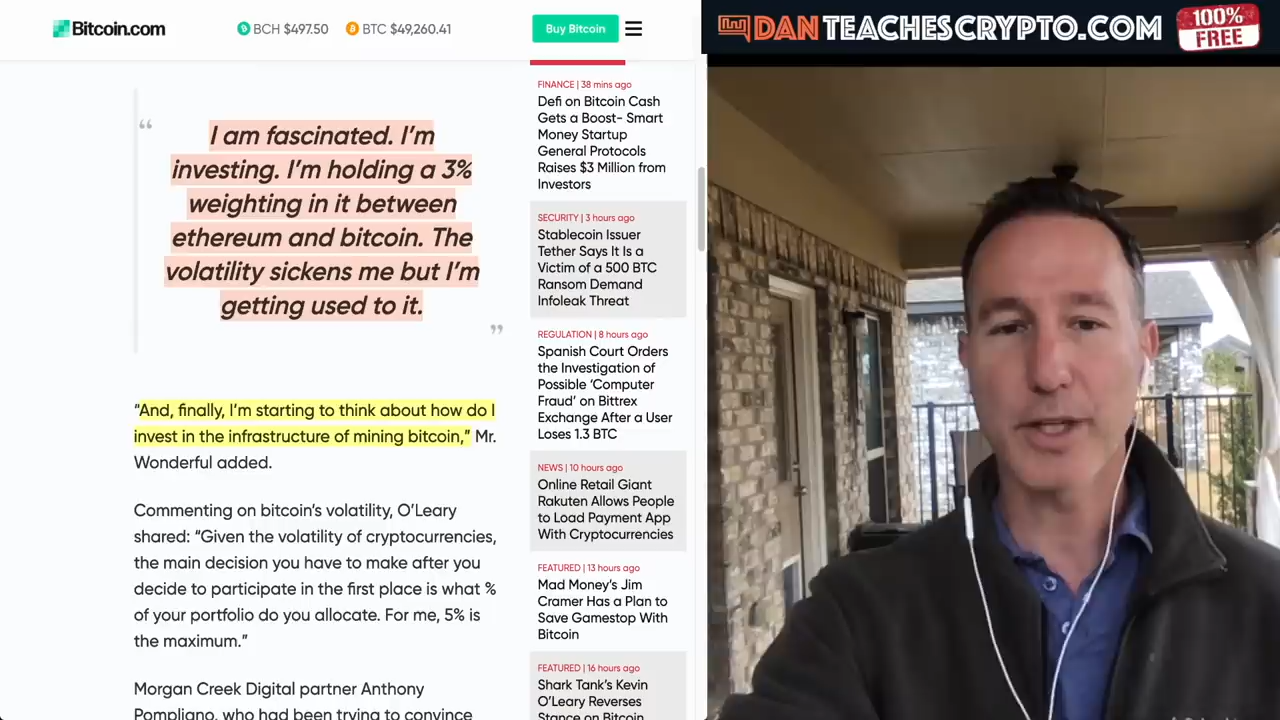 Bitcoin.com
BCH $497.50
BTC $49,260.41
Buy Bitcoin
DANTEACHESCRYPTO.COM
100%
FREE
“
I am fascinated. I’m
investing. I’m holding a 3%
weighting in it between
ethereum and bitcoin. The
volatility sickens me but I’m
getting used to it.
”
“And, finally, I’m starting to think about how do I
invest in the infrastructure of mining bitcoin,” Mr.
Wonderful added.
Commenting on bitcoin’s volatility, O’Leary
shared: “Given the volatility of cryptocurrencies,
the main decision you have to make after you
decide to participate in the first place is what %
of your portfolio do you allocate. For me, 5% is
the maximum.”
Morgan Creek Digital partner Anthony
Pompliano, who had been trying to convince
FINANCE | 38 mins ago
Defi on Bitcoin Cash
Gets a Boost- Smart
Money Startup
General Protocols
Raises $3 Million from
Investors
SECURITY | 3 hours ago
Stablecoin Issuer
Tether Says It Is a
Victim of a 500 BTC
Ransom Demand
Infoleak Threat
REGULATION | 8 hours ago
Spanish Court Orders
the Investigation of
Possible ‘Computer
Fraud’ on Bittrex
Exchange After a User
Loses 1.3 BTC
NEWS | 10 hours ago
Online Retail Giant
Rakuten Allows People
to Load Payment App
With Cryptocurrencies
FEATURED | 13 hours ago
Mad Money’s Jim
Cramer Has a Plan to
Save Gamestop With
Bitcoin
FEATURED | 16 hours ago
Shark Tank’s Kevin
O’Leary Reverses
Stance on Bitcoin